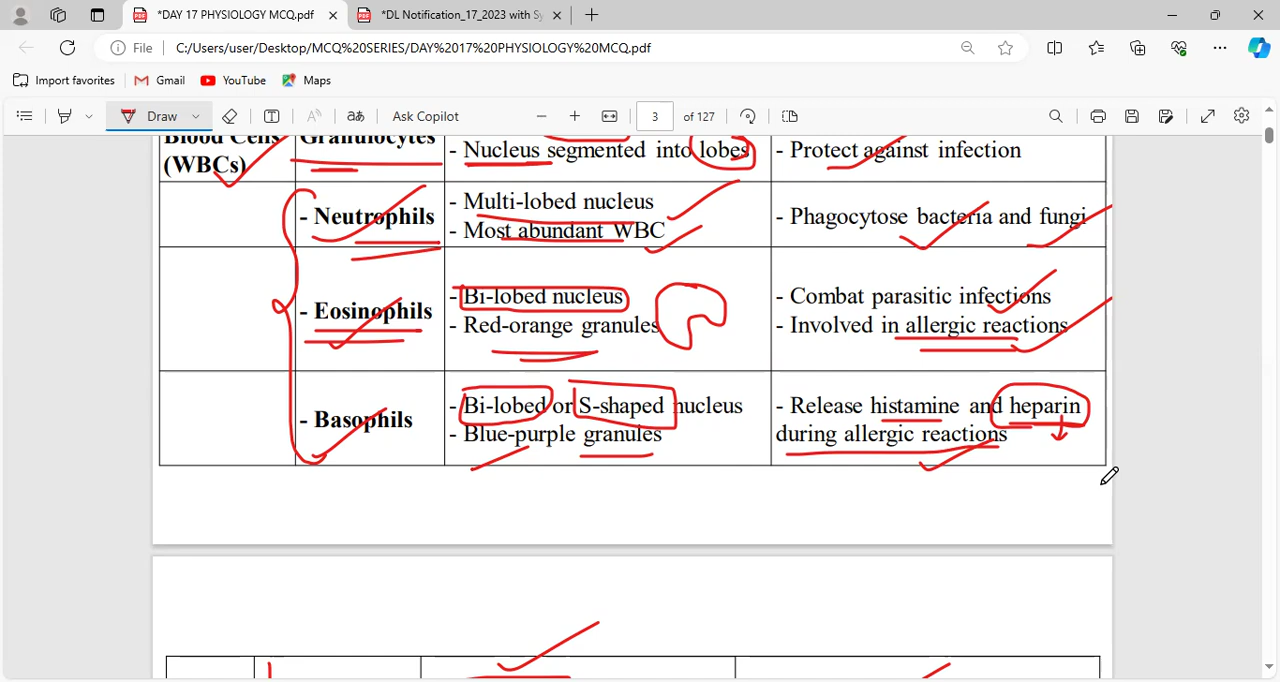 *DAY 17 PHYSIOLOGY MCQ.pdf
*DL Notification_17_2023 with Sy
File
C:/Users/user/Desktop/MCQ%20SERIES/DAY%2017%20PHYSIOLOGY%20MCQ.pdf
Import favorites
Gmail
YouTube
Maps
Draw
Ask Copilot
3
of 127
Blood Cells
(WBCs)
Granulocytes
- Nucleus segmented into lobes
- Protect against infection
- Neutrophils
- Multi-lobed nucleus
- Most abundant WBC
- Phagocytose bacteria and fungi
- Eosinophils
- Bi-lobed nucleus
- Red-orange granules
- Combat parasitic infections
- Involved in allergic reactions
- Basophils
- Bi-lobed or S-shaped nucleus
- Blue-purple granules
- Release histamine and heparin
during allergic reactions